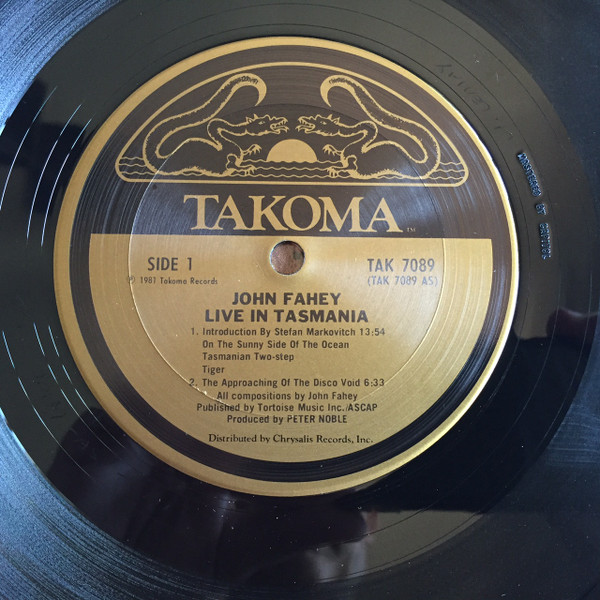 TAKOMA™
SIDE 1
TAK 7089
℗ 1981 Takoma Records
(TAK 7089 AS)
JOHN FAHEY
LIVE IN TASMANIA
1. Introduction By Stefan Markovitch 13:54
On The Sunny Side Of The Ocean
Tasmanian Two-step
Tiger
2. The Approaching Of The Disco Void 6:33
All compositions by John Fahey
Published by Tortoise Music Inc./ASCAP
Produced by PETER NOBLE
Distributed by Chrysalis Records, Inc.